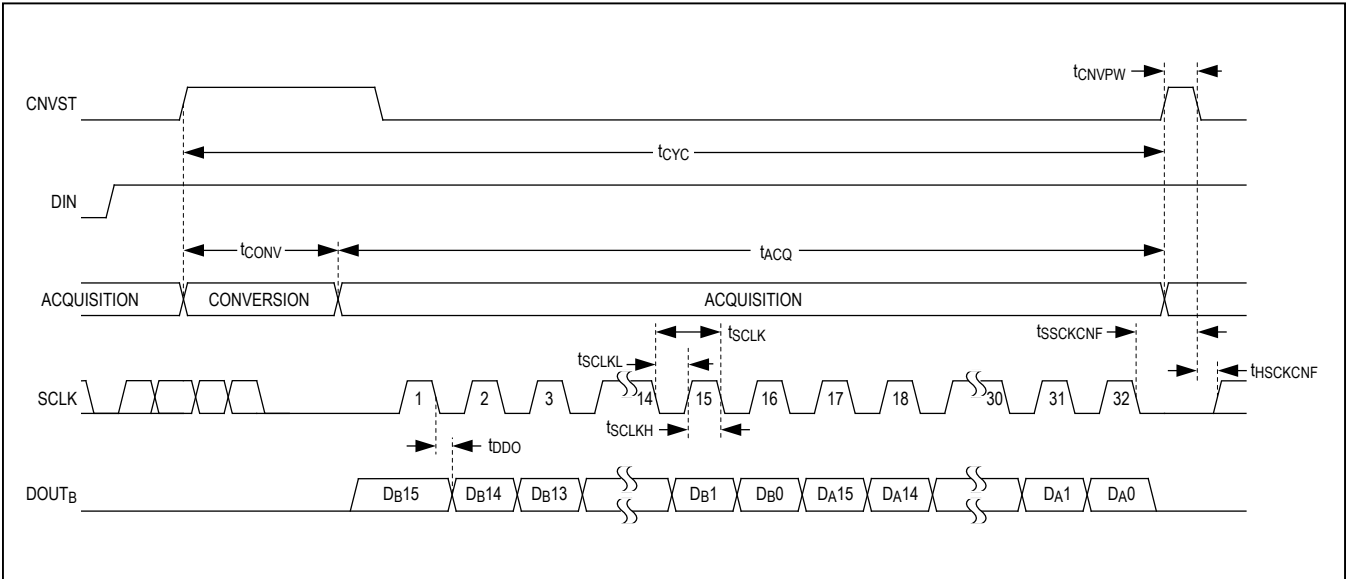 tCNVPW
CNVST
tCYC
DIN
tCONV tACQ
ACQUISITION CONVERSION ACQUISITION
tSCLK tSSCKCNF
tSCLKL tHSCKCNF
SCLK 1 2 3 14 15 16 17 18 30 31 32
tSCLKH
tDDO
DOUTB DB15 DB14 DB13 DB1 DB0 DA15 DA14 DA1 DA0